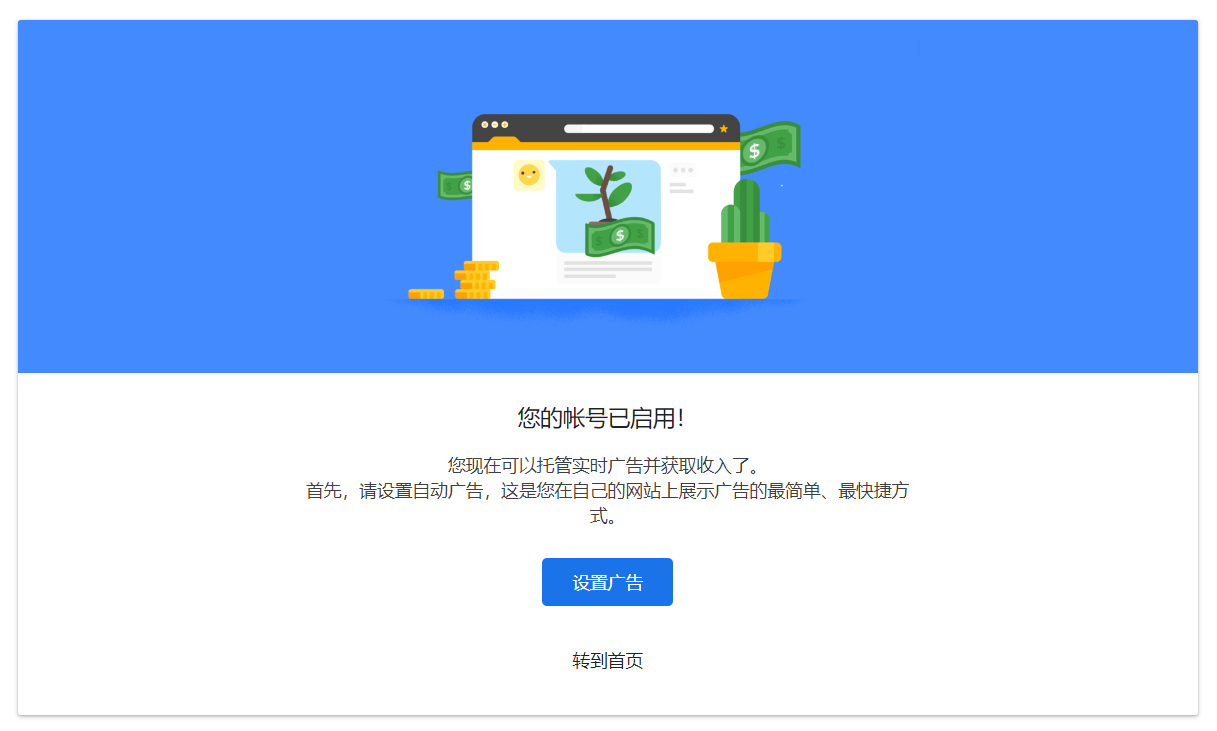 您的帐号已启用！
您现在可以托管实时广告并获取收入了。
首先，请设置自动广告，这是您在自己的网站上展示广告的最简单、最快捷方
式。
设置广告
转到首页